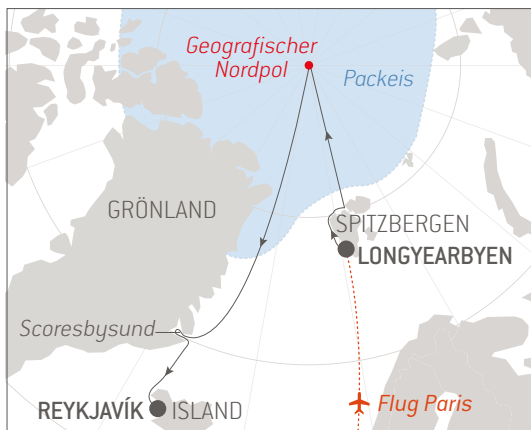 Geografischer
Nordpol
Packeis
GRÖNLAND
SPITZBERGEN
LONGYEARBYEN
Scoresbysund
REYKJAVÍK ISLAND
Flug Paris